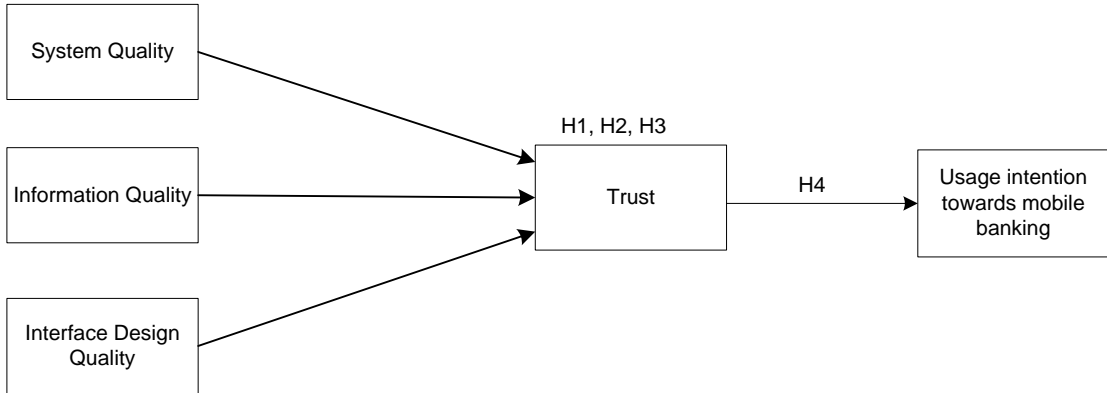 System Quality
H1, H2, H3
Information Quality
Trust
H4
Usage intention
towards mobile
banking
Interface Design
Quality